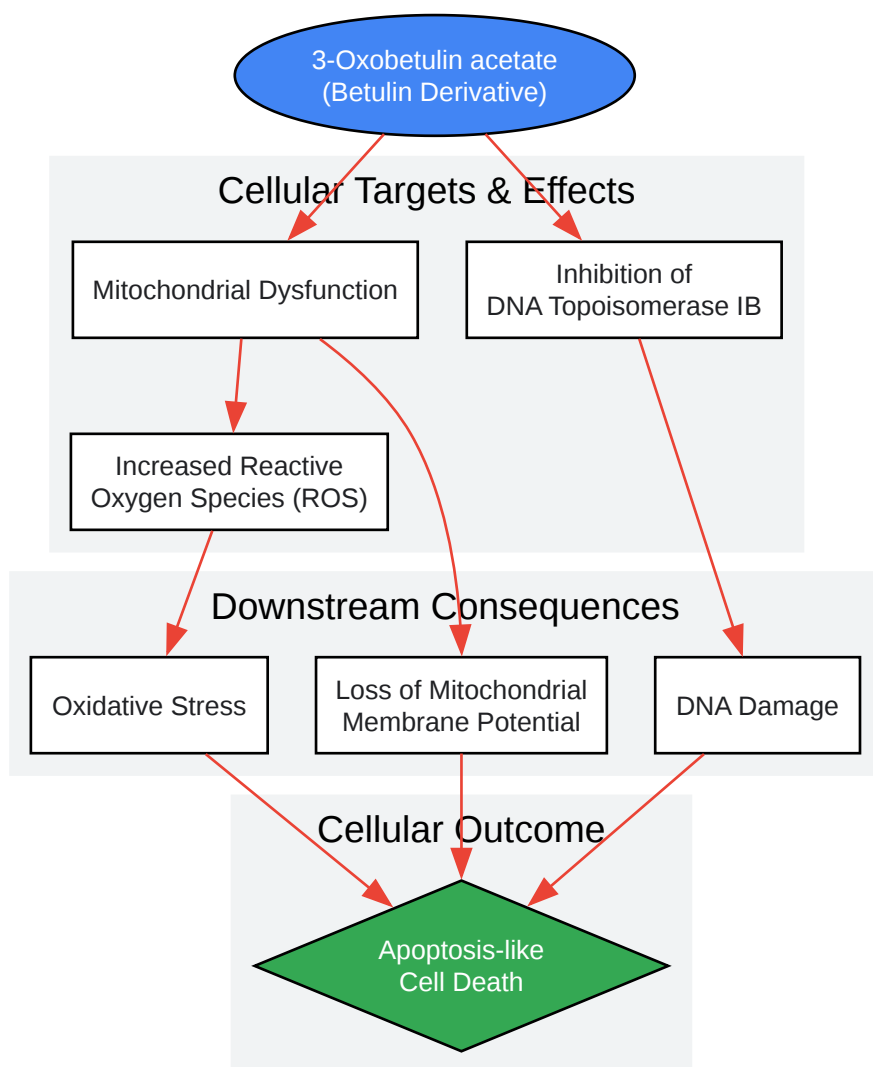 3-Oxobetulin acetate
(Betulin Derivative)
Cellular Targets & Effects
Mitochondrial Dysfunction
Inhibition of
DNA Topoisomerase IB
Increased Reactive
Oxygen Species (ROS)
Downstream Consequences
Oxidative Stress
Loss of Mitochondrial
Membrane Potential
DNA Damage
Cellular Outcome
Apoptosis-like
Cell Death